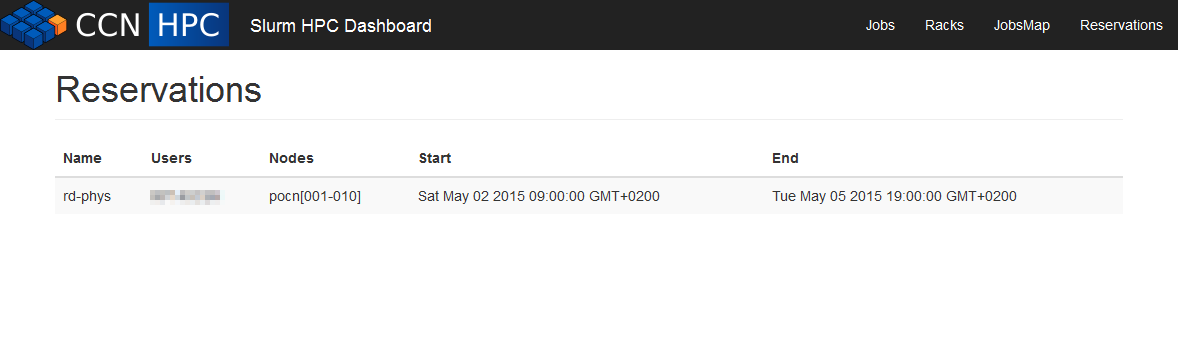 CCN HPC Slurm HPC Dashboard Jobs Racks JobsMap Reservations
Reservations
Name Users Nodes Start End
rd-phys pocn[001-010] Sat May 02 2015 09:00:00 GMT+0200 Tue May 05 2015 19:00:00 GMT+0200